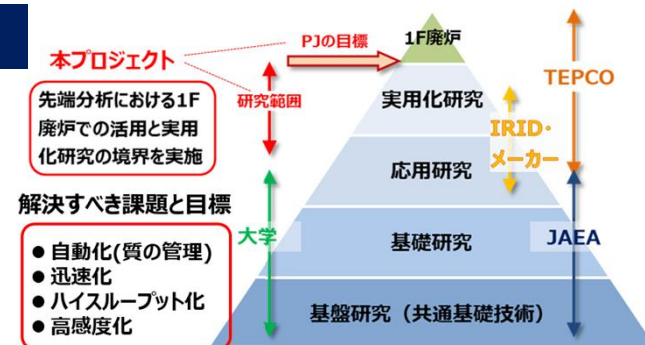 本プロジェクト
先端分析における1F
廃炉での活用と実用
化研究の境界を実施
解決すべき課題と目標
● 自動化(質の管理)
● 迅速化
● ハイスループット化
● 高感度化
PJの目標
研究範囲
大学
1F廃炉
実用化研究
応用研究
基礎研究
基盤研究（共通基礎技術）
TEPCO
IRID・
メーカー
JAEA